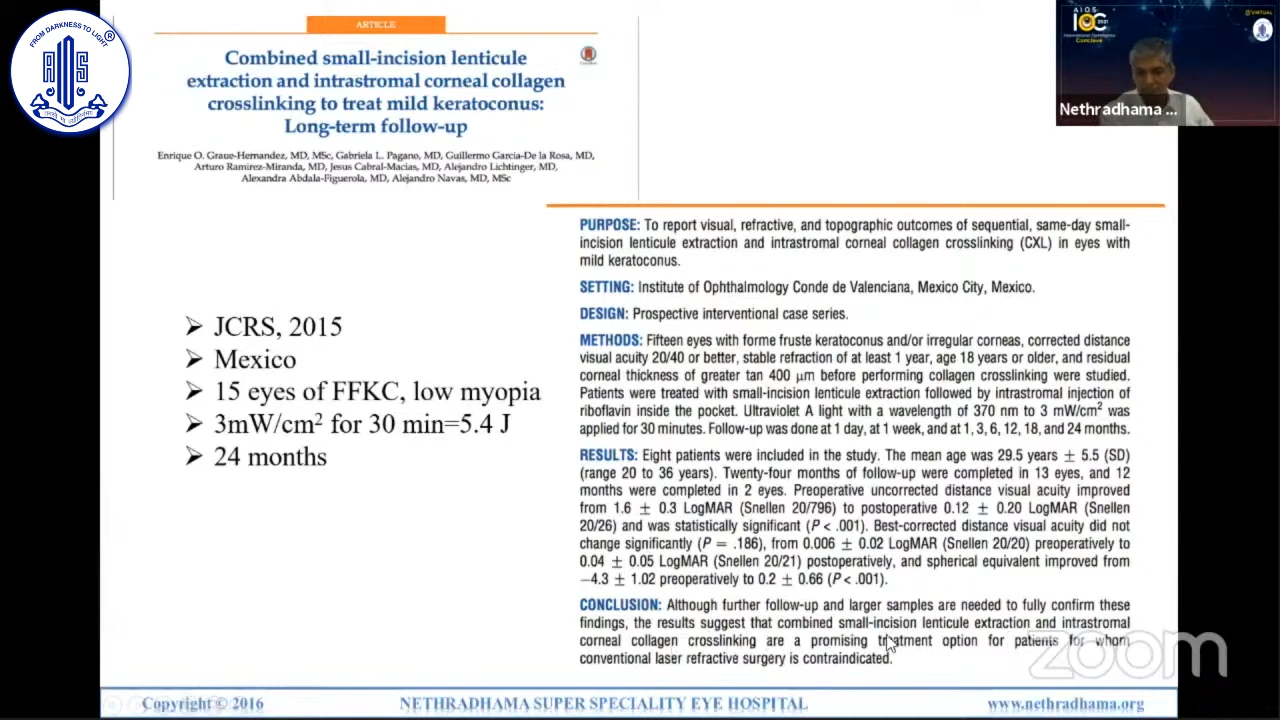 FROM DARKNESS TO LIGHT
®
ARTICLE
Combined small-incision lenticule
extraction and intrastromal corneal collagen
crosslinking to treat mild keratoconus:
Long-term follow-up
Enrique O. Graue-Hernandez, MD, MSc, Gabriela L. Pagano, MD, Guillermo Garcia-De la Rosa, MD,
Arturo Ramirez-Miranda, MD, Jesus Cabral-Macias, MD, Alejandro Lichtinger, MD,
Alexandra Abdala-Figuerola, MD, Alejandro Navas, MD, MSc
AIOS
2021
International Ophthalmic
Conclave
@VIRTUAL
Nethradhama ...
➢ JCRS, 2015
➢ Mexico
➢ 15 eyes of FFKC, low myopia
➢ 3mW/cm² for 30 min=5.4 J
➢ 24 months
PURPOSE: To report visual, refractive, and topographic outcomes of sequential, same-day small-
incision lenticule extraction and intrastromal corneal collagen crosslinking (CXL) in eyes with
mild keratoconus.
SETTING: Institute of Ophthalmology Conde de Valenciana, Mexico City, Mexico.
DESIGN: Prospective interventional case series.
METHODS: Fifteen eyes with forme fruste keratoconus and/or irregular corneas, corrected distance
visual acuity 20/40 or better, stable refraction of at least 1 year, age 18 years or older, and residual
corneal thickness of greater tan 400 μm before performing collagen crosslinking were studied.
Patients were treated with small-incision lenticule extraction followed by intrastromal injection of
riboflavin inside the pocket. Ultraviolet A light with a wavelength of 370 nm to 3 mW/cm² was
applied for 30 minutes. Follow-up was done at 1 day, at 1 week, and at 1, 3, 6, 12, 18, and 24 months.
RESULTS: Eight patients were included in the study. The mean age was 29.5 years ± 5.5 (SD)
(range 20 to 36 years). Twenty-four months of follow-up were completed in 13 eyes, and 12
months were completed in 2 eyes. Preoperative uncorrected distance visual acuity improved
from 1.6 ± 0.3 LogMAR (Snellen 20/796) to postoperative 0.12 ± 0.20 LogMAR (Snellen
20/26) and was statistically significant (P < .001). Best-corrected distance visual acuity did not
change significantly (P = .186), from 0.006 ± 0.02 LogMAR (Snellen 20/20) preoperatively to
0.04 ± 0.05 LogMAR (Snellen 20/21) postoperatively, and spherical equivalent improved from
−4.3 ± 1.02 preoperatively to 0.2 ± 0.66 (P < .001).
CONCLUSION: Although further follow-up and larger samples are needed to fully confirm these
findings, the results suggest that combined small-incision lenticule extraction and intrastromal
corneal collagen crosslinking are a promising treatment option for patients for whom
conventional laser refractive surgery is contraindicated.
zoom
Copyright © 2016 NETHRADHAMA SUPER SPECIALITY EYE HOSPITAL www.nethradhama.org